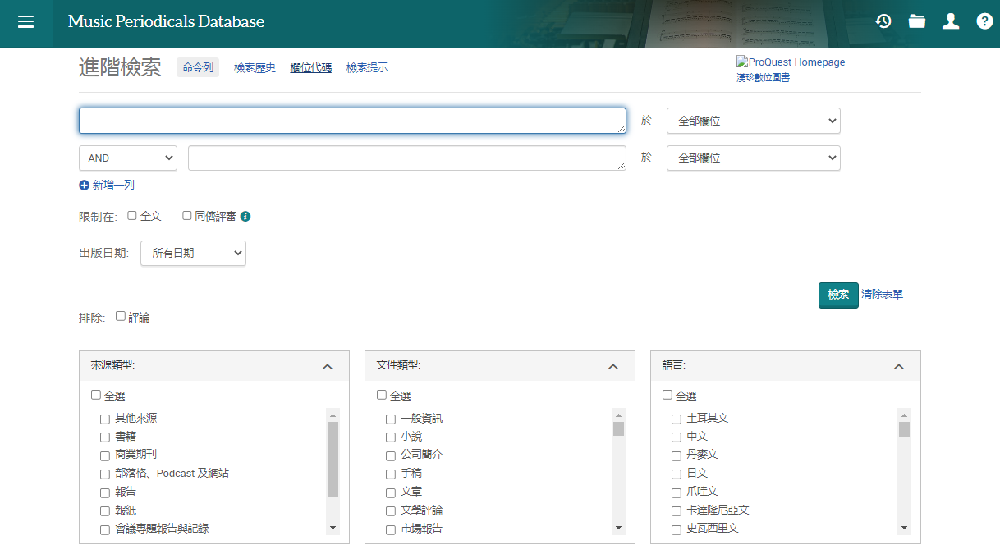 Music Periodicals Database
進階檢索 命令列 檢索歷史 欄位代碼 檢索提示
ProQuest Homepage
漢珍數位圖書
於 全部欄位
AND 於 全部欄位
新增一列
限制在: 全文 同儕評審
出版日期: 所有日期
檢索 清除表單
排除: 評論
來源類型:
全選
其他來源
書籍
商業期刊
部落格、Podcast 及網站
報告
報紙
會議專題報告與記錄
文件類型:
全選
一般資訊
小說
公司簡介
手稿
文章
文學評論
市場報告
語言:
全選
土耳其文
中文
丹麥文
日文
爪哇文
卡達隆尼亞文
史瓦西里文